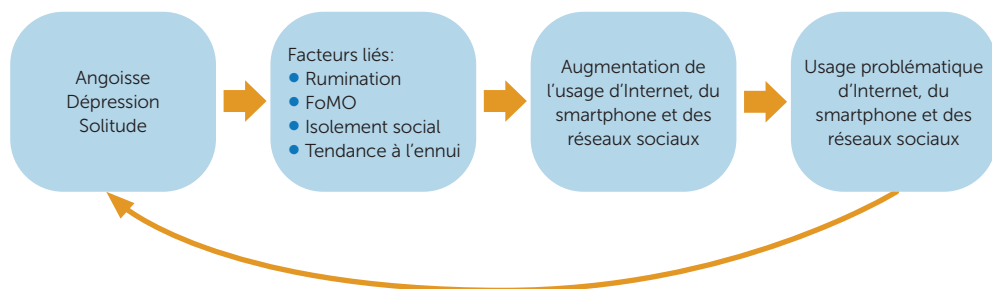 Angoisse
Dépression
Solitude
Facteurs liés:
● Rumination
● FoMO
● Isolement social
● Tendance à l’ennui
Augmentation de
l’usage d’Internet, du
smartphone et des
réseaux sociaux
Usage problématique
d’Internet, du
smartphone et des
réseaux sociaux